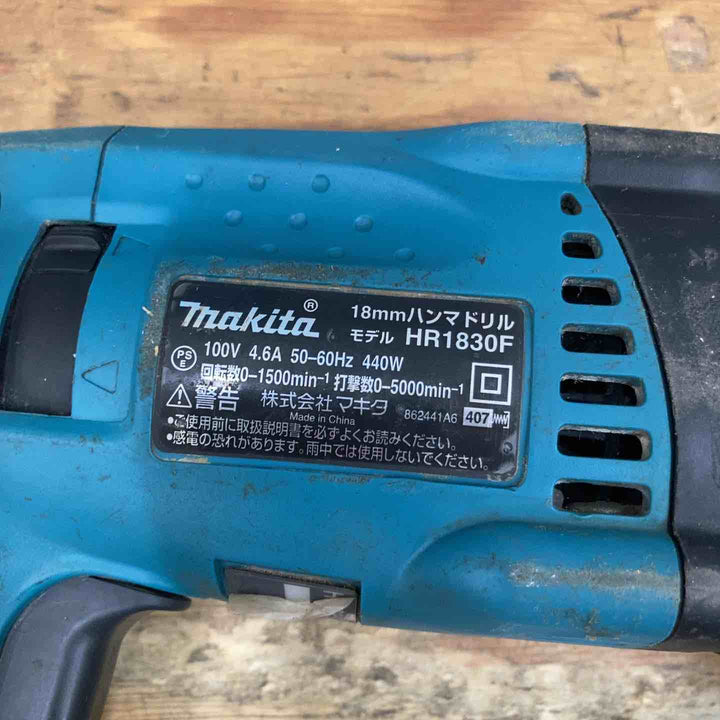 makita® 18mmハンマドリル
モデル HR1830F
PS E 100V 4.6A 50-60Hz 440W
回転数0-1500min-1 打撃数0-5000min-1
警告 株式会社 マキタ 862441A6 407
Made in China
•ご使用前に取扱説明書を必ずよくお読みください。
•感電の恐れがあります。雨中では使用しないでください。